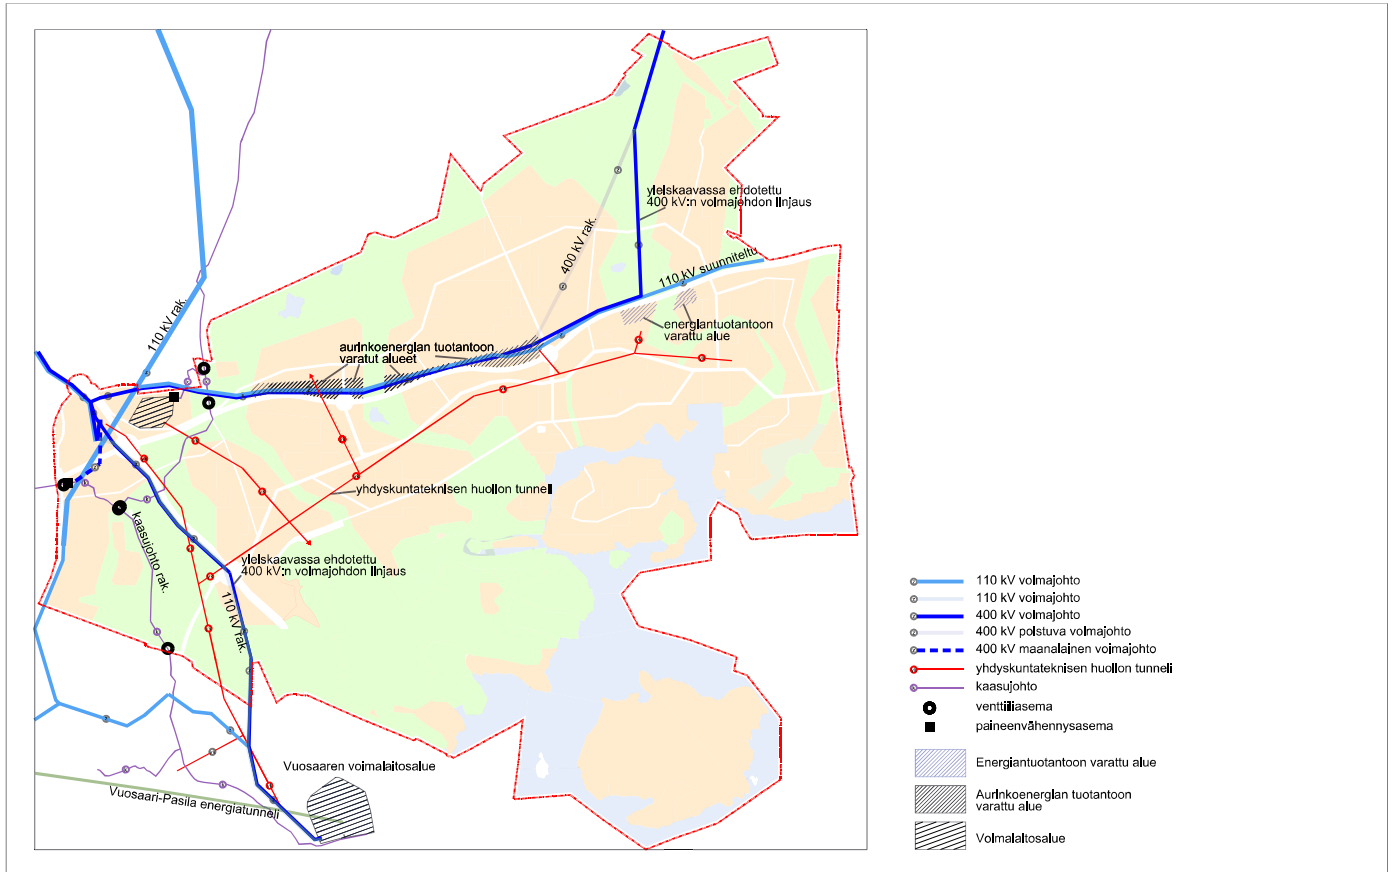 yleiskaavassa ehdotettu
400 kV:n voimajohdon linjaus
400 kV rak.
110 kV suunniteltu
110 kV rak.
energiantuotantoon
varattu alue
aurinkoenergian tuotantoon
varatut alueet
yhdyskuntateknisen huollon tunneli
kaasujohto rak.
yleiskaavassa ehdotettu
400 kV:n voimajohdon linjaus
110 kV rak.
Vuosaaren voimalaitosalue
Vuosaari-Pasila energiatunneli
110 kV voimajohto
110 kV voimajohto
400 kV voimajohto
400 kV poistuva voimajohto
400 kV maanalainen voimajohto
yhdyskuntateknisen huollon tunneli
kaasujohto
venttiiliasema
paineenvähennysasema
Energiantuotantoon varattu alue
Aurinkoenergian tuotantoon
varattu alue
Voimalaitosalue